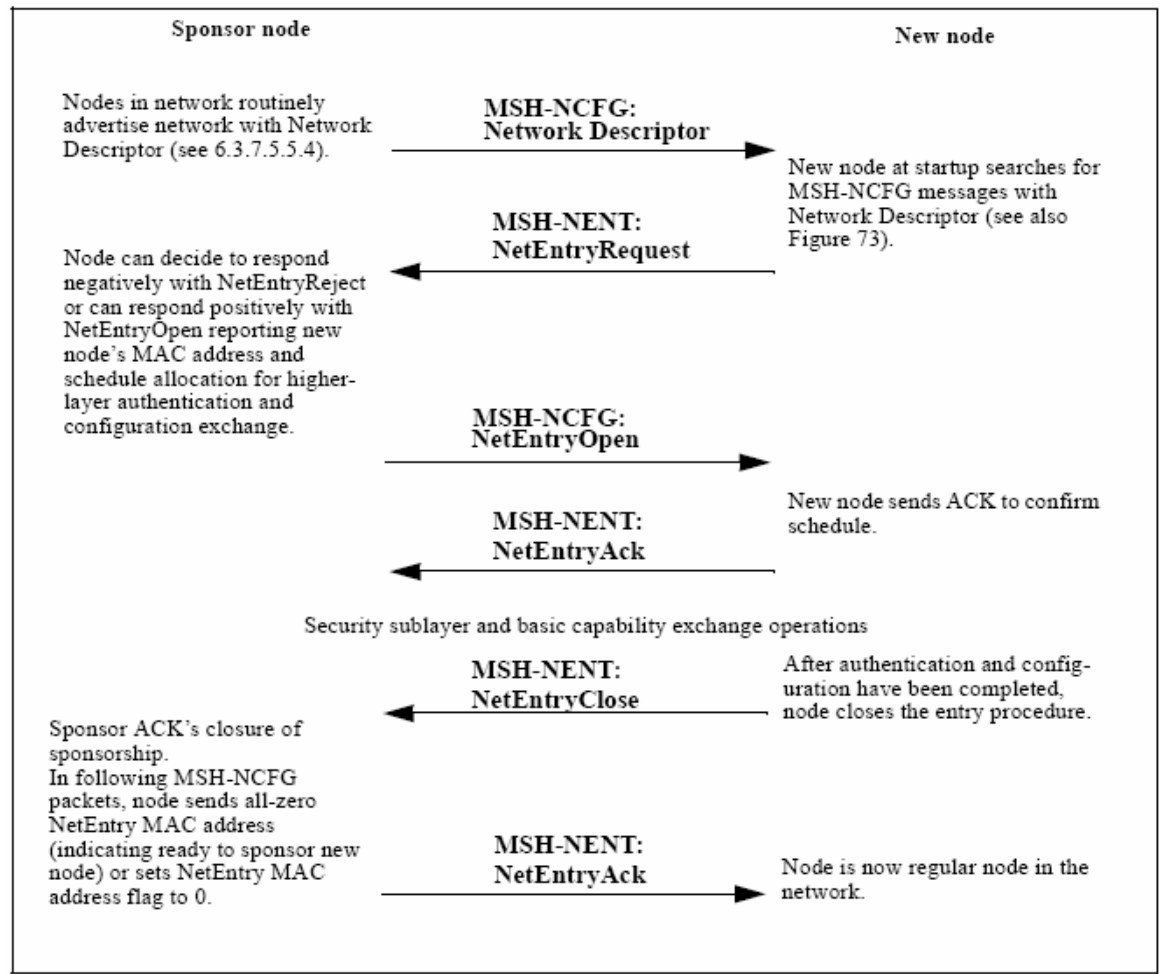 Sponsor node
New node
Nodes in network routinely
advertise network with Network
Descriptor (see 6.3.7.5.5.4).
MSH-NCFG:
Network Descriptor
New node at startup searches for
MSH-NCFG messages with
Network Descriptor (see also
Figure 73).
MSH-NENT:
NetEntryRequest
Node can decide to respond
negatively with NetEntryReject
or can respond positively with
NetEntryOpen reporting new
node's MAC address and
schedule allocation for higher-
layer authentication and
configuration exchange.
MSH-NCFG:
NetEntryOpen
New node sends ACK to confirm
schedule.
MSH-NENT:
NetEntryAck
Security sublayer and basic capability exchange operations
MSH-NENT:
NetEntryClose
After authentication and config-
uration have been completed,
node closes the entry procedure.
Sponsor ACK's closure of
sponsorship.
In following MSH-NCFG
packets, node sends all-zero
NetEntry MAC address
(indicating ready to sponsor new
node) or sets NetEntry MAC
address flag to 0.
MSH-NENT:
NetEntryAck
Node is now regular node in the
network.